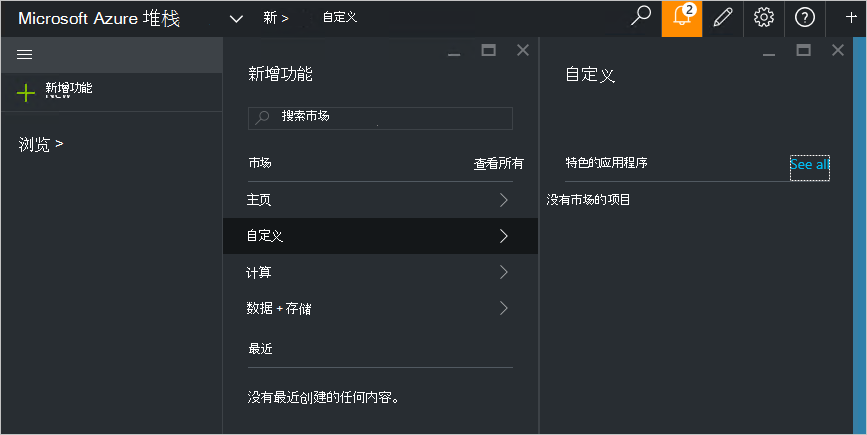 Microsoft Azure 堆栈
新 >
自定义
2
新增功能
浏览 >
新增功能
搜索市场
市场
查看所有
主页
自定义
计算
数据 + 存储
最近
没有最近创建的任何内容。
自定义
特色的应用程序
See all
没有市场的项目